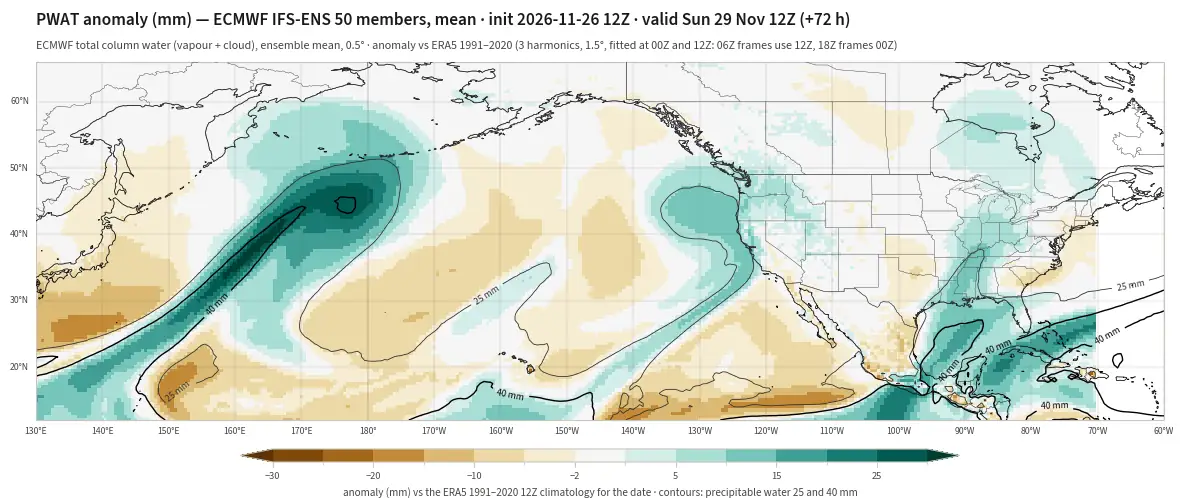 PWAT anomaly (mm) — ECMWF IFS-ENS 50 members, mean · init 2026-11-26 12Z · valid Sun 29 Nov 12Z (+72 h)
ECMWF total column water (vapour + cloud), ensemble mean, 0.5° · anomaly vs ERA5 1991–2020 (3 harmonics, 1.5°, fitted at 00Z and 12Z: 06Z frames use 12Z, 18Z frames 00Z)
60°N
50°N
40°N
30°N
20°N
25 mm
25 mm
40 mm
40 mm
40 mm
40 mm
25 mm
40 mm
40 mm
130°E 140°E 150°E 160°E 170°E 180° 170°W 160°W 150°W 140°W 130°W 120°W 110°W 100°W 90°W 80°W 70°W 60°W
−30 −20 −10 −2 5 15 25
anomaly (mm) vs the ERA5 1991–2020 12Z climatology for the date · contours: precipitable water 25 and 40 mm